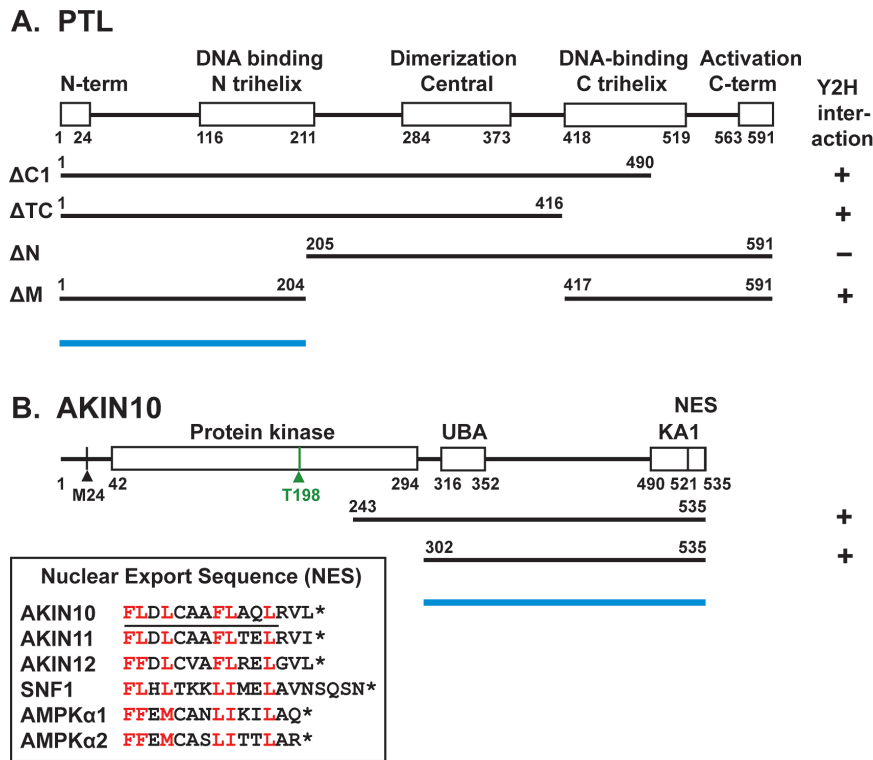 A. PTL
N-term
DNA binding
N trihelix
Dimerization
Central
DNA-binding
C trihelix
Activation
C-term
Y2H
inter-
action
1 24 116 211 284 373 418 519 563 591
ΔC1 1 490 +
ΔTC 1 416 +
ΔN 205 591 –
ΔM 1 204 417 591 +
B. AKIN10
Protein kinase
UBA
NES
KA1
1 M24 42 T198 294 316 352 490 521 535
243 535 +
302 535 +
Nuclear Export Sequence (NES)
AKIN10 FLDLCAAFLAQLRVL*
AKIN11 FLDLCAAFLTELRVI*
AKIN12 FFDLCVAFLRELGVL*
SNF1 FLHLTKKLIMELAVNSQSN*
AMPKα1 FFEMCANLIKILAQ*
AMPKα2 FFEMCASLITTLAR*